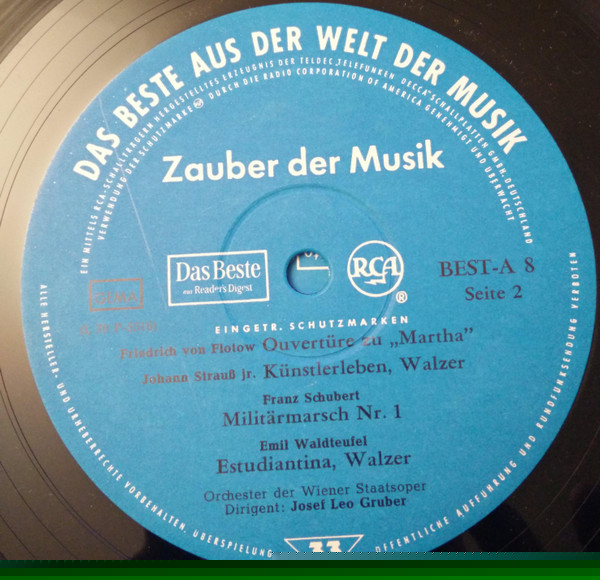 DAS BESTE AUS DER WELT DER MUSIK
EIN MITTELS RCA-SCHALLTRÄGERN HERGESTELLTES ERZEUGNIS DER TELDEC „TELEFUNKEN DECCA“ SCHALLPLATTEN GMBH, DEUTSCHLAND
VERWENDUNG DER SCHUTZMARKE RCA DURCH DIE RADIO CORPORATION OF AMERICA GENEHMIGT UND ÜBERWACHT
Zauber der Musik
Das Beste
aus Reader's Digest
RCA
®
BEST-A 8
Seite 2
GEMA
EINGETR. SCHUTZMARKEN
Friedrich von Flotow Ouvertüre zu „Martha“
Johann Strauß jr. Künstlerleben, Walzer
Franz Schubert
Militärmarsch Nr. 1
Emil Waldteufel
Estudiantina, Walzer
Orchester der Wiener Staatsoper
Dirigent: Josef Leo Gruber
ALLE HERSTELLER- UND URHEBERRECHTE VORBEHALTEN. ÜBERSPIELUNG
33
ÖFFENTLICHE AUFFÜHRUNG UND RUNDFUNKSENDUNG VERBOTEN